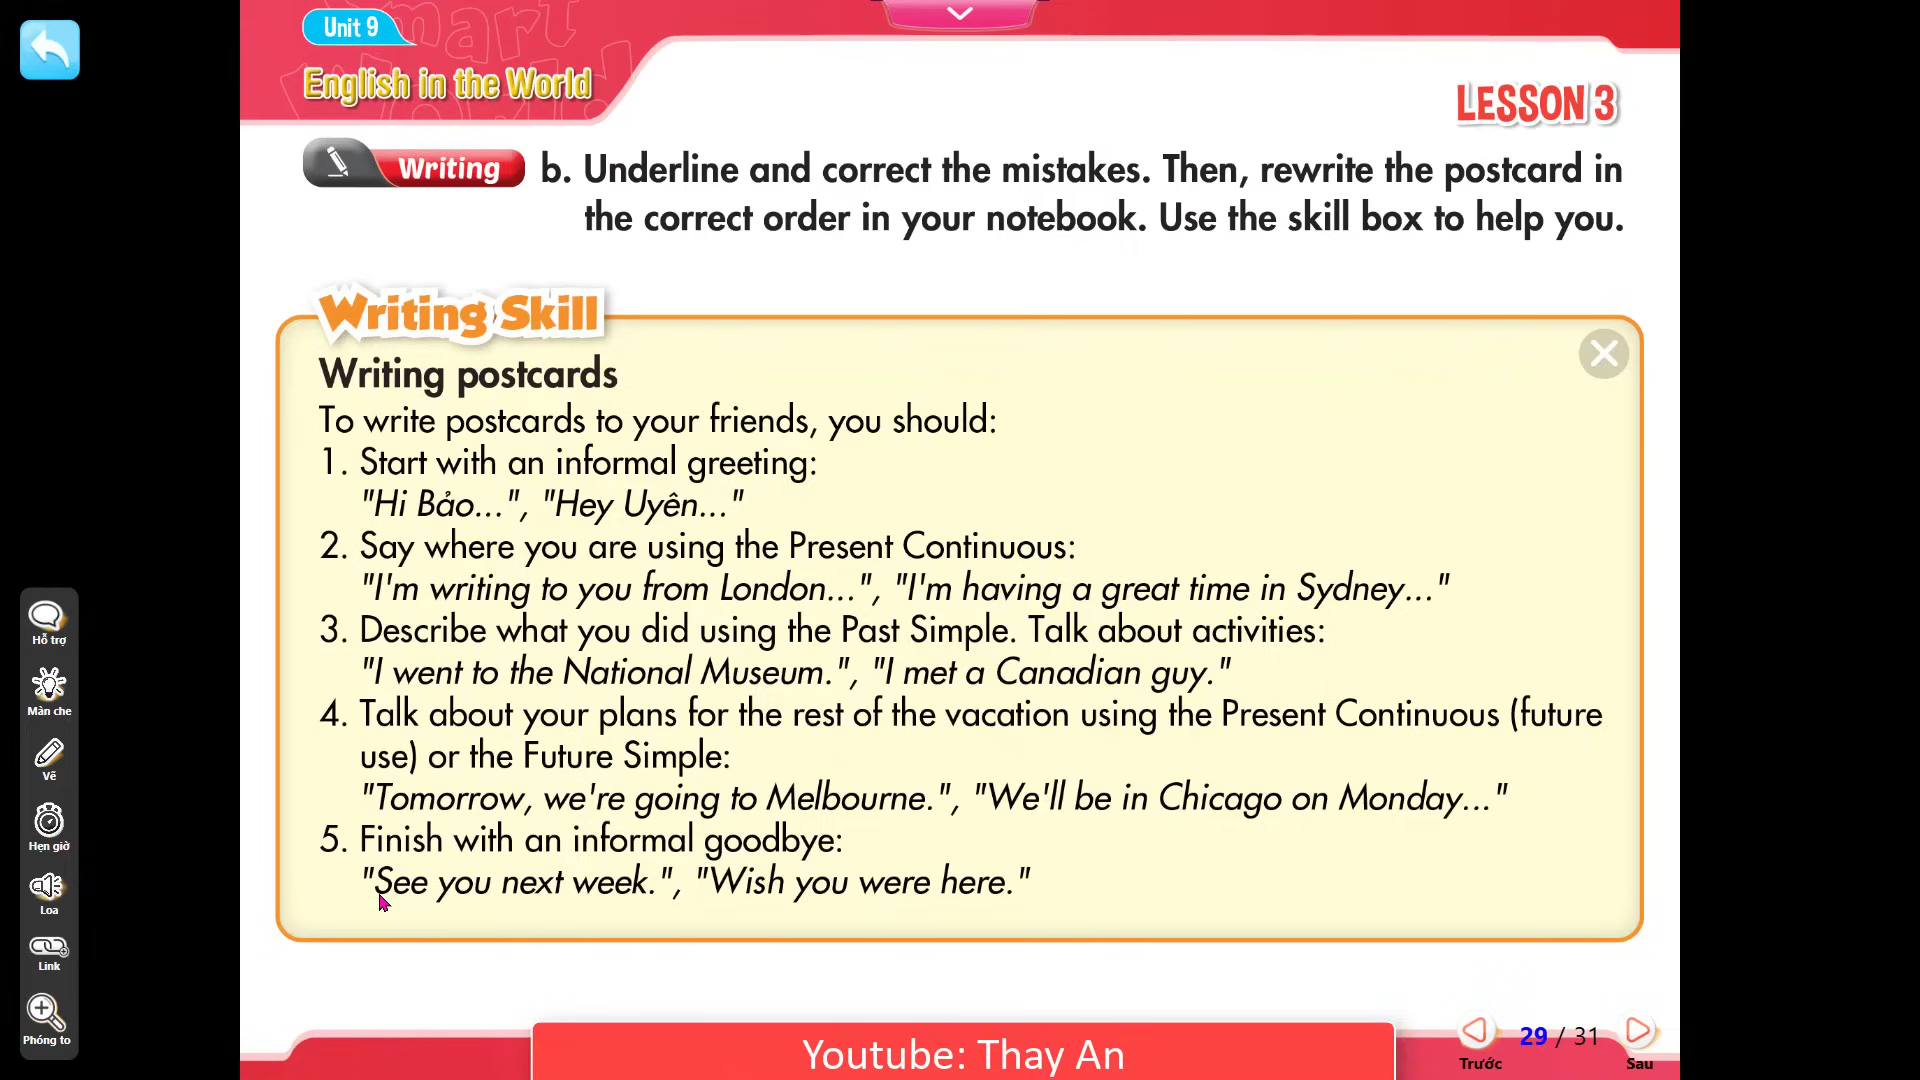 Unit 9
English in the World
LESSON 3
Writing
b. Underline and correct the mistakes. Then, rewrite the postcard in
the correct order in your notebook. Use the skill box to help you.
Writing Skill
Writing postcards
To write postcards to your friends, you should:
1. Start with an informal greeting:
"Hi Bảo...", "Hey Uyên..."
2. Say where you are using the Present Continuous:
"I'm writing to you from London...", "I'm having a great time in Sydney..."
3. Describe what you did using the Past Simple. Talk about activities:
"I went to the National Museum.", "I met a Canadian guy."
4. Talk about your plans for the rest of the vacation using the Present Continuous (future
use) or the Future Simple:
"Tomorrow, we're going to Melbourne.", "We'll be in Chicago on Monday..."
5. Finish with an informal goodbye:
"See you next week.", "Wish you were here."
Hỗ trợ
Màn che
Vẽ
Hẹn giờ
Loa
Link
Phóng to
Youtube: Thay An
29 / 31
Trước
Sau